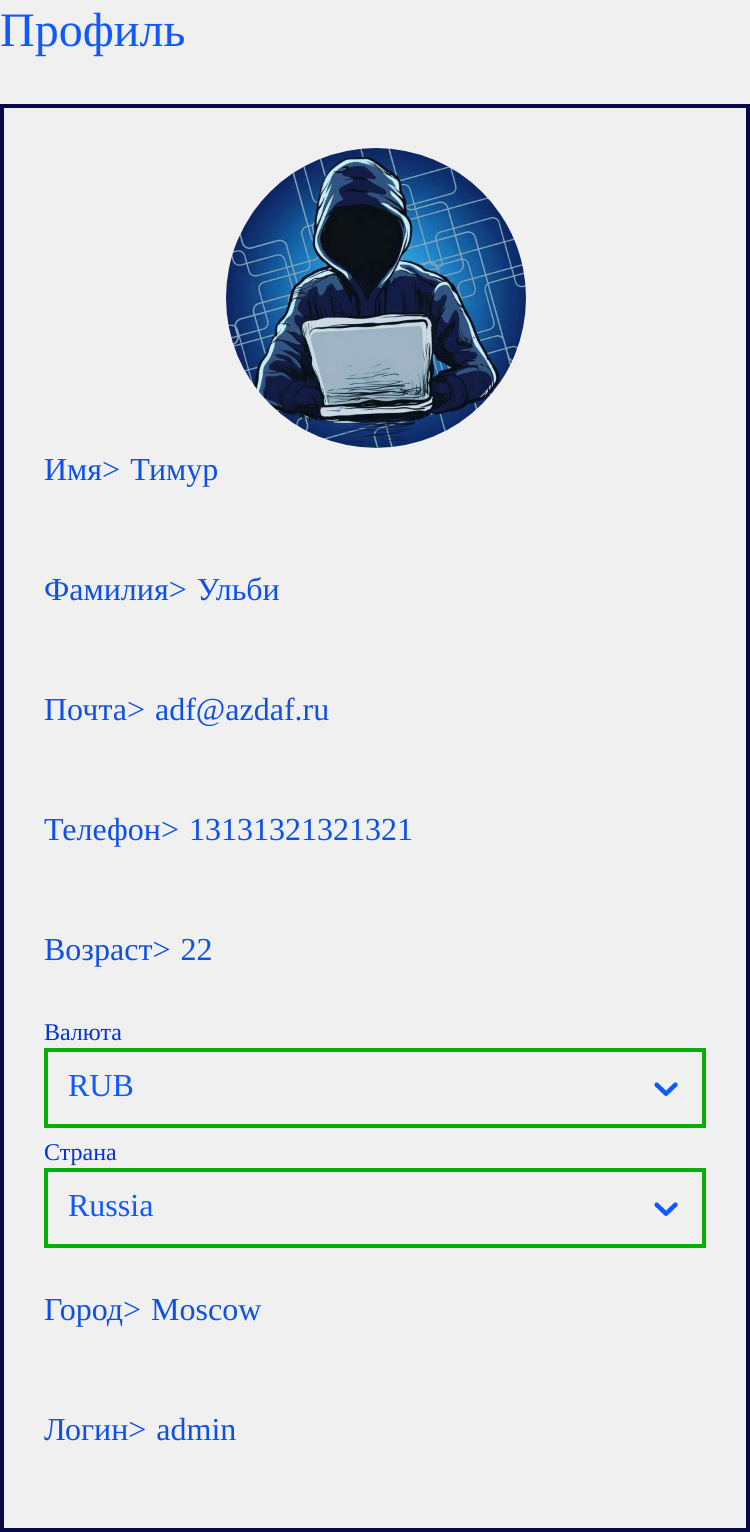 Профиль
Имя> Тимур
Фамилия> Ульби
Почта> adf@azdaf.ru
Телефон> 13131321321321
Возраст> 22
Валюта
RUB
Страна
Russia
Город> Moscow
Логин> admin